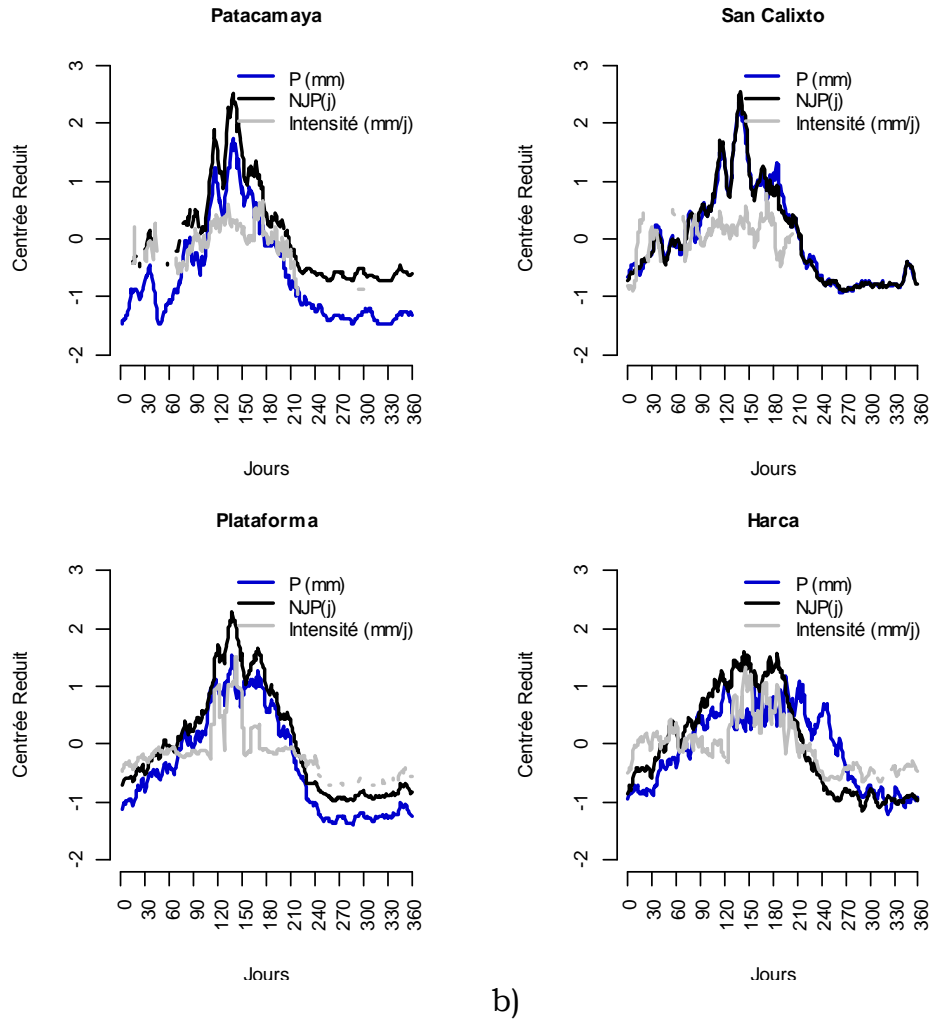 Patacamaya
San Calixto
3
2
1
0
-1
-2
Centrée Reduit
P (mm)
NJP(j)
Intensité (mm/j)
0 30 60 90 120 150 180 210 240 270 300 330 360
Jours
3
2
1
0
-1
-2
Centrée Reduit
P (mm)
NJP(j)
Intensité (mm/j)
0 30 60 90 120 150 180 210 240 270 300 330 360
Jours
Plataforma
Harca
3
2
1
0
-1
-2
Centrée Reduit
P (mm)
NJP(j)
Intensité (mm/j)
0 30 60 90 120 150 180 210 240 270 300 330 360
Jours
3
2
1
0
-1
-2
Centrée Reduit
P (mm)
NJP(j)
Intensité (mm/j)
0 30 60 90 120 150 180 210 240 270 300 330 360
Jours
b)